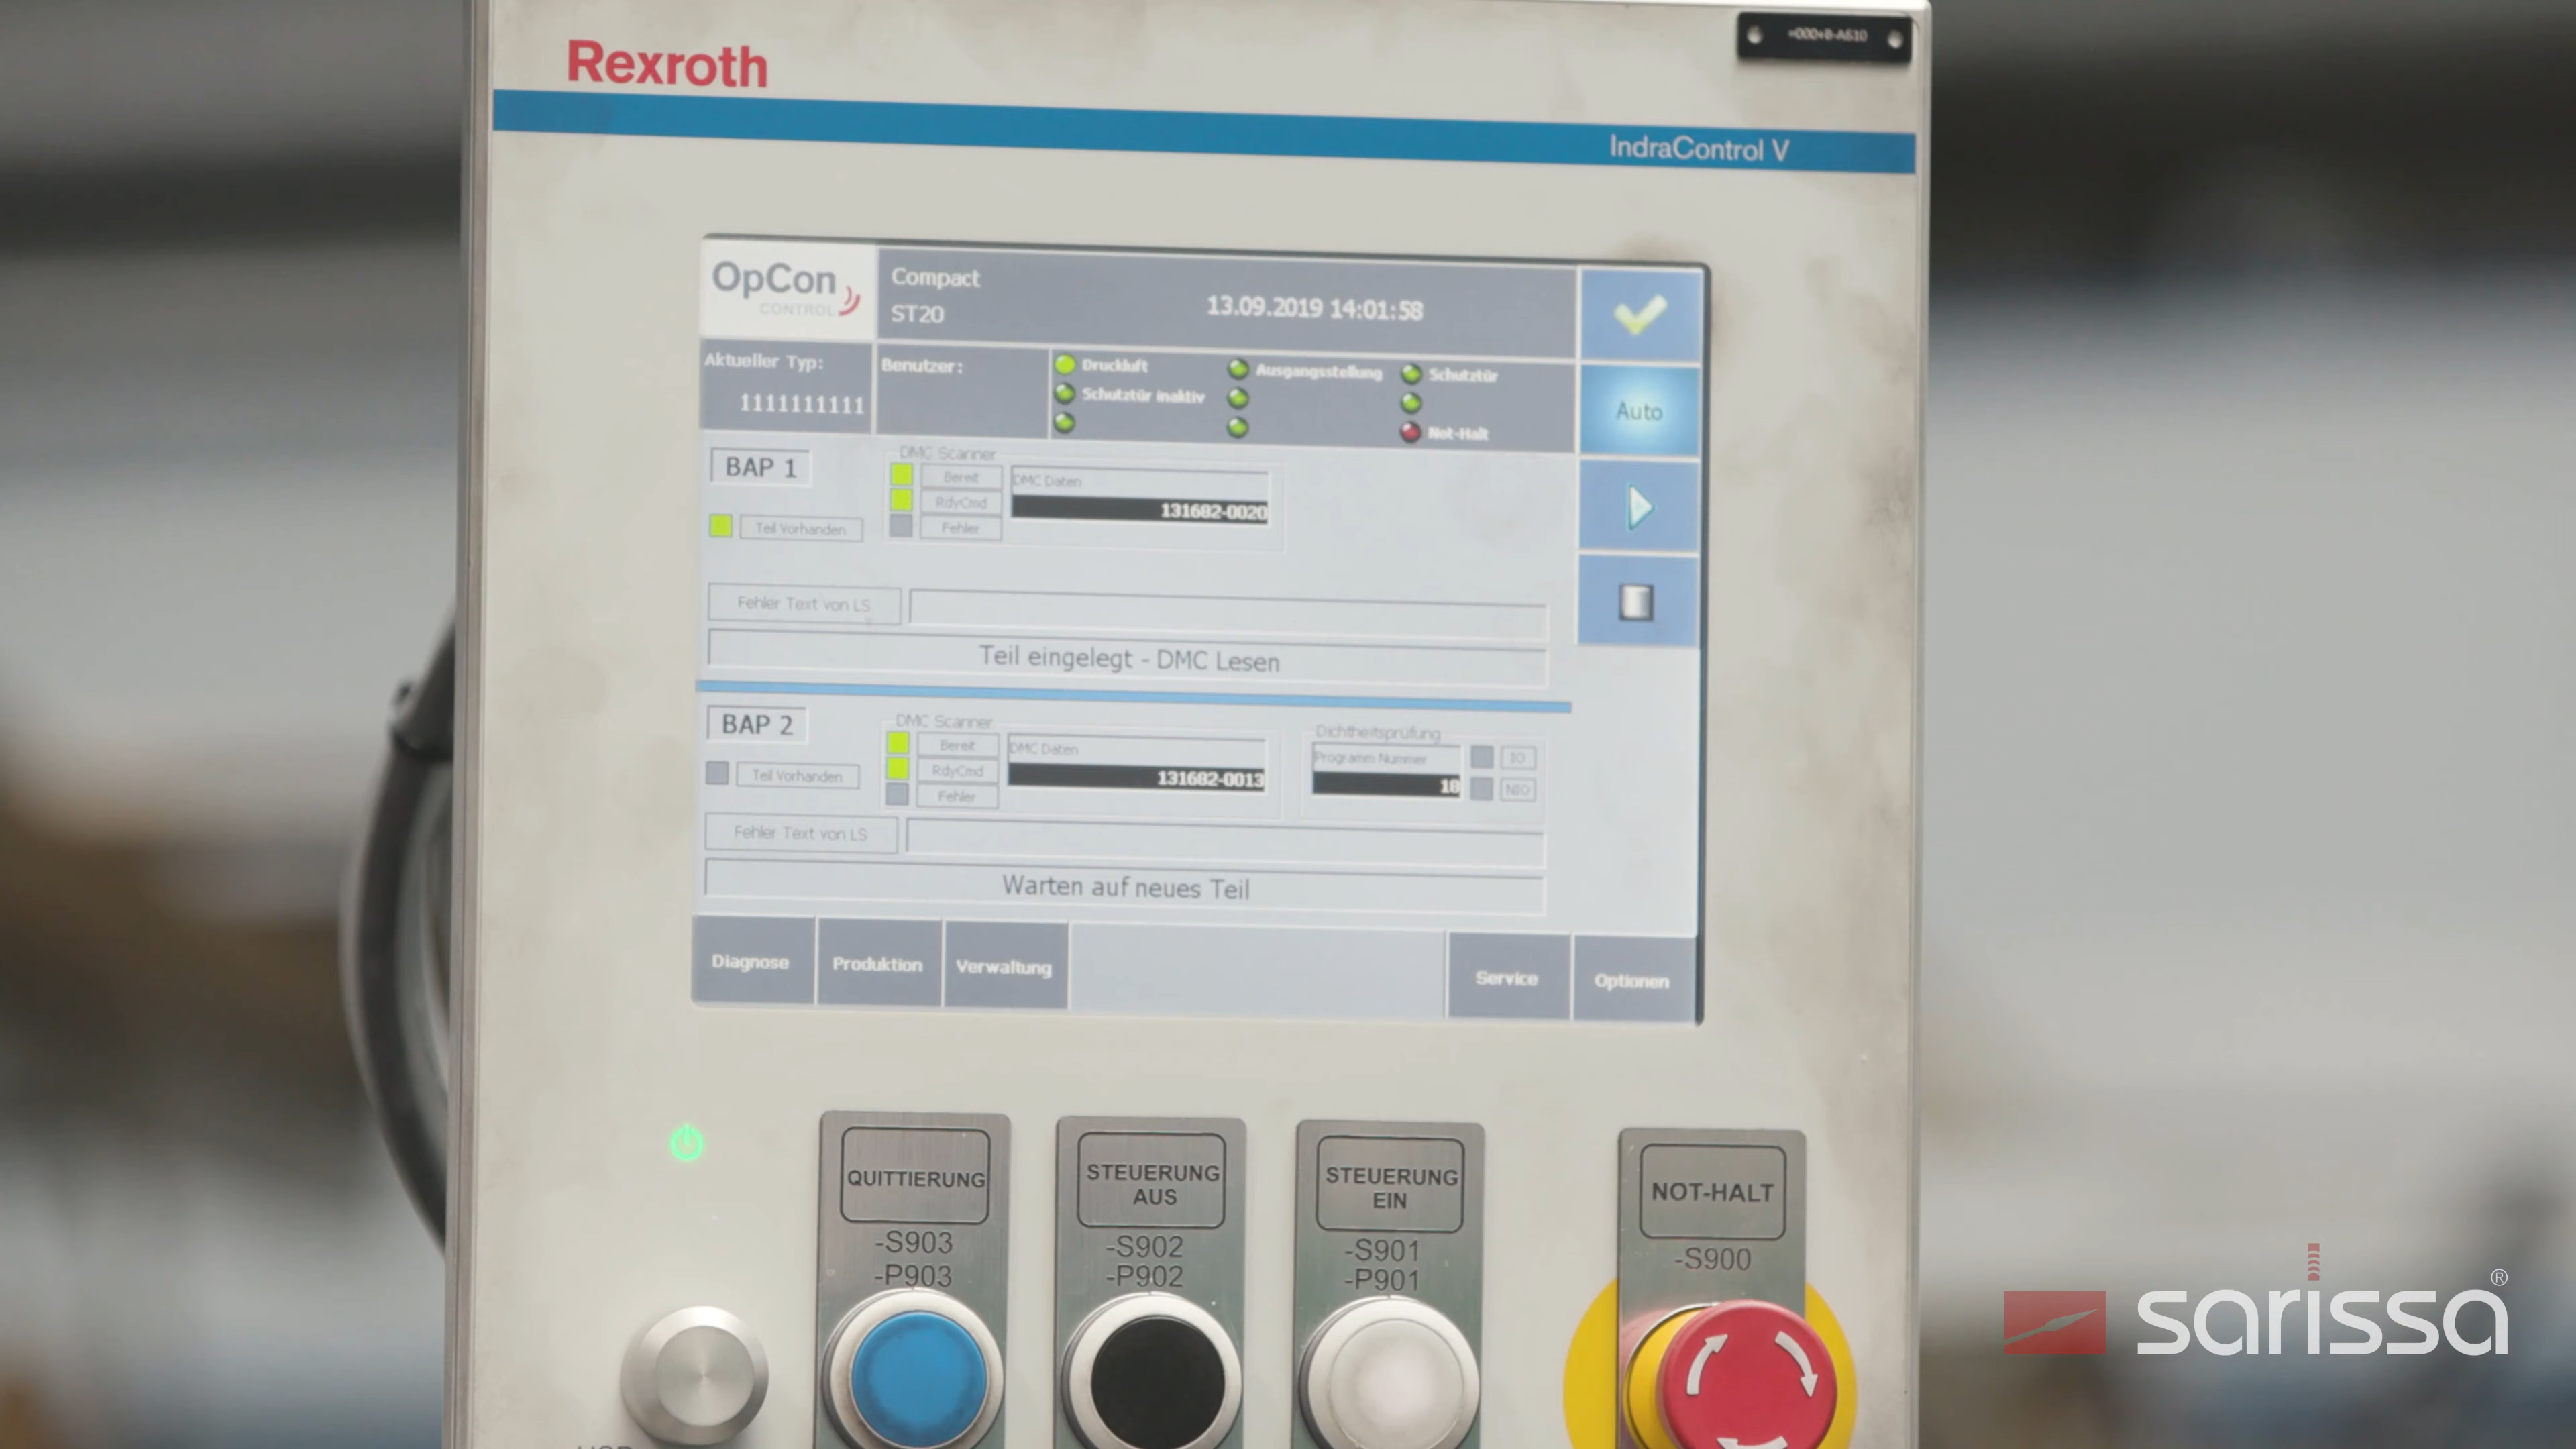 Rexroth
=000+B-A610
IndraControl V
OpCon
CONTROL
Compact
ST20
13.09.2019 14:01:58
Aktueller Typ:
1111111111
Benutzer:
Druckluft
Ausgangsstellung
Schutztür
Schutztür inaktiv
Not-Halt
Auto
BAP 1
DMC Scanner
Bereit
RdyCmd
Fehler
DMC Daten
131682-0020
Teil Vorhanden
Fehler Text von LS
Teil eingelegt - DMC Lesen
BAP 2
DMC Scanner
Bereit
RdyCmd
Fehler
DMC Daten
131682-0013
Dichtheitsprüfung
Programm Nummer
18
IO
NIO
Teil Vorhanden
Fehler Text von LS
Warten auf neues Teil
Diagnose
Produktion
Verwaltung
Service
Optionen
QUITTIERUNG
-S903
-P903
STEUERUNG
AUS
-S902
-P902
STEUERUNG
EIN
-S901
-P901
NOT-HALT
-S900
sarissa®